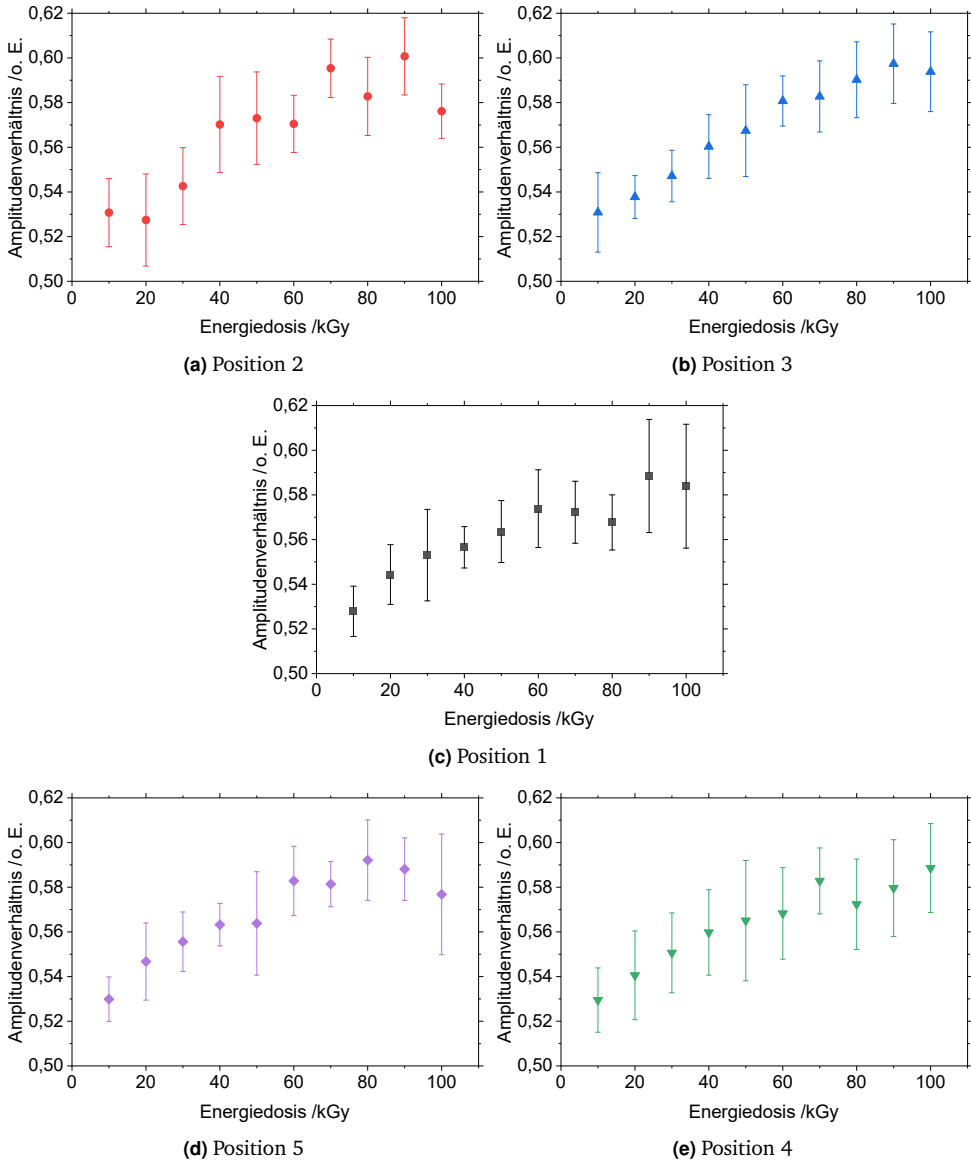 0,62
0,60
0,58
0,56
0,54
0,52
0,50
Amplitudenverhältnis /o. E.
0 20 40 60 80 100
Energiedosis /kGy
(a) Position 2
0,62
0,60
0,58
0,56
0,54
0,52
0,50
Amplitudenverhältnis /o. E.
0 20 40 60 80 100
Energiedosis /kGy
(b) Position 3
0,62
0,60
0,58
0,56
0,54
0,52
0,50
Amplitudenverhältnis /o. E.
0 20 40 60 80 100
Energiedosis /kGy
(c) Position 1
0,62
0,60
0,58
0,56
0,54
0,52
0,50
Amplitudenverhältnis /o. E.
0 20 40 60 80 100
Energiedosis /kGy
(d) Position 5
0,62
0,60
0,58
0,56
0,54
0,52
0,50
Amplitudenverhältnis /o. E.
0 20 40 60 80 100
Energiedosis /kGy
(e) Position 4